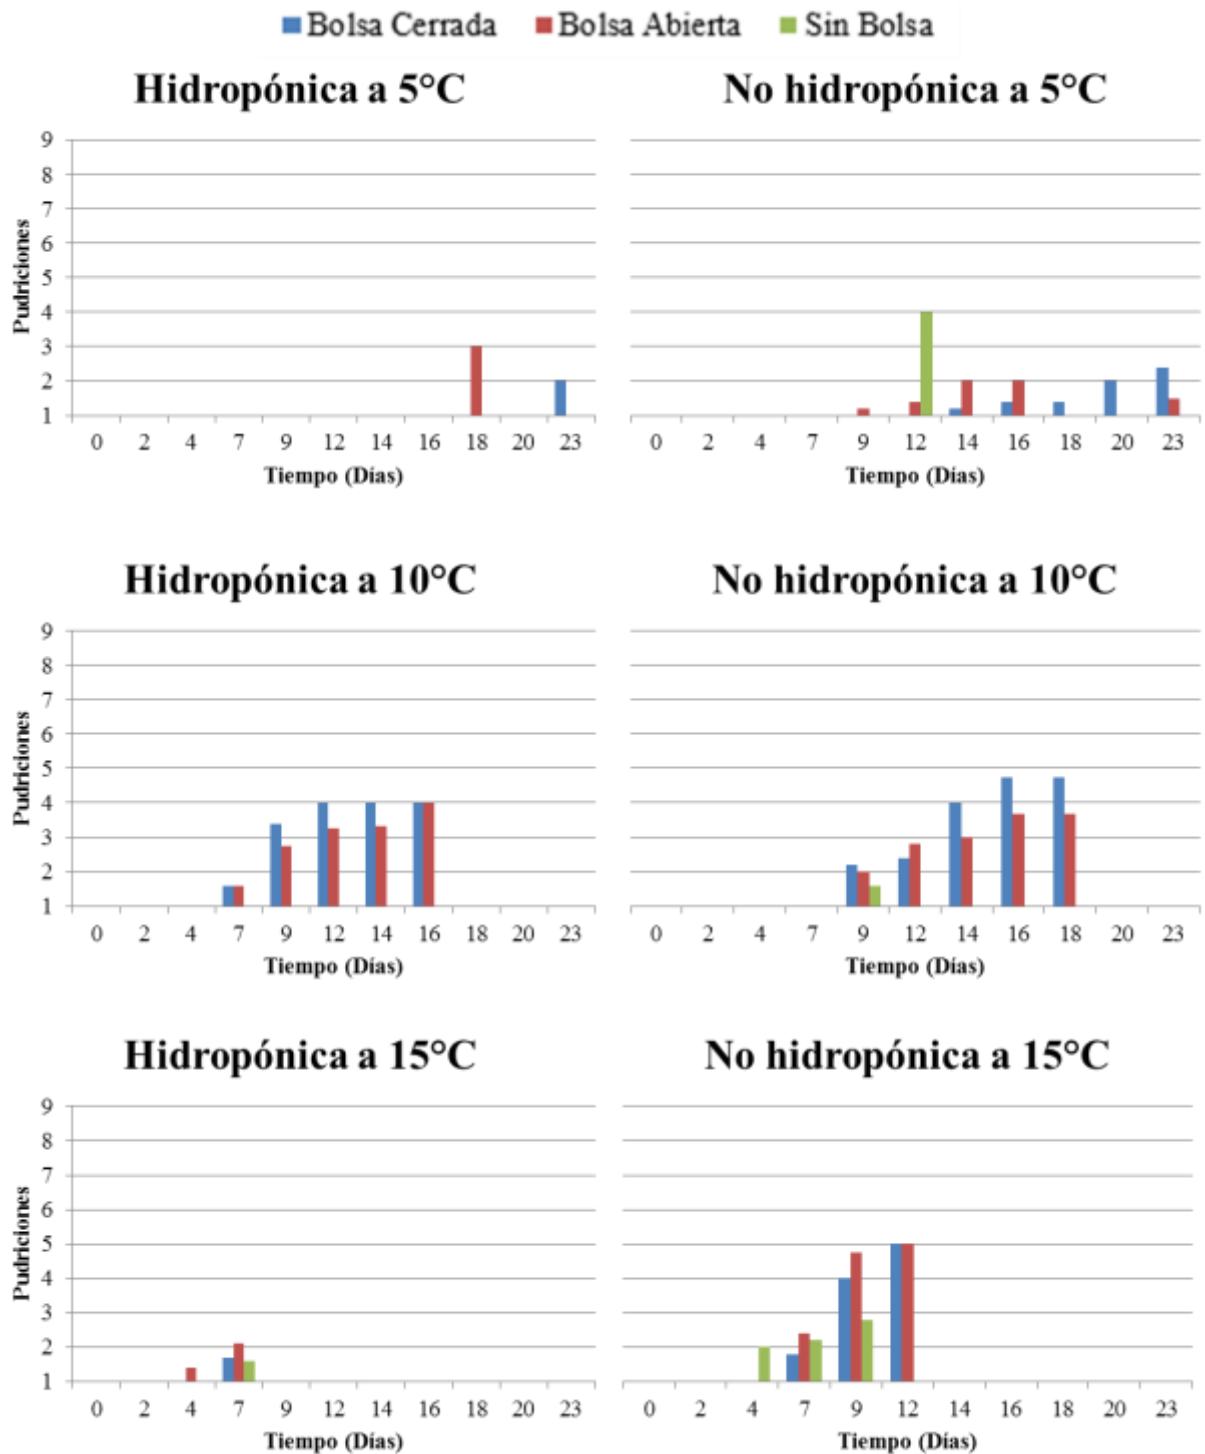 Bolsa Cerrada Bolsa Abierta Sin Bolsa
Hidropónica a 5°C
9
8
7
6
5
4
3
2
1
Pudriciones
0 2 4 7 9 12 14 16 18 20 23
Tiempo (Días)
No hidropónica a 5°C
0 2 4 7 9 12 14 16 18 20 23
Tiempo (Días)
Hidropónica a 10°C
9
8
7
6
5
4
3
2
1
Pudriciones
0 2 4 7 9 12 14 16 18 20 23
Tiempo (Días)
No hidropónica a 10°C
0 2 4 7 9 12 14 16 18 20 23
Tiempo (Días)
Hidropónica a 15°C
9
8
7
6
5
4
3
2
1
Pudriciones
0 2 4 7 9 12 14 16 18 20 23
Tiempo (Días)
No hidropónica a 15°C
0 2 4 7 9 12 14 16 18 20 23
Tiempo (Días)